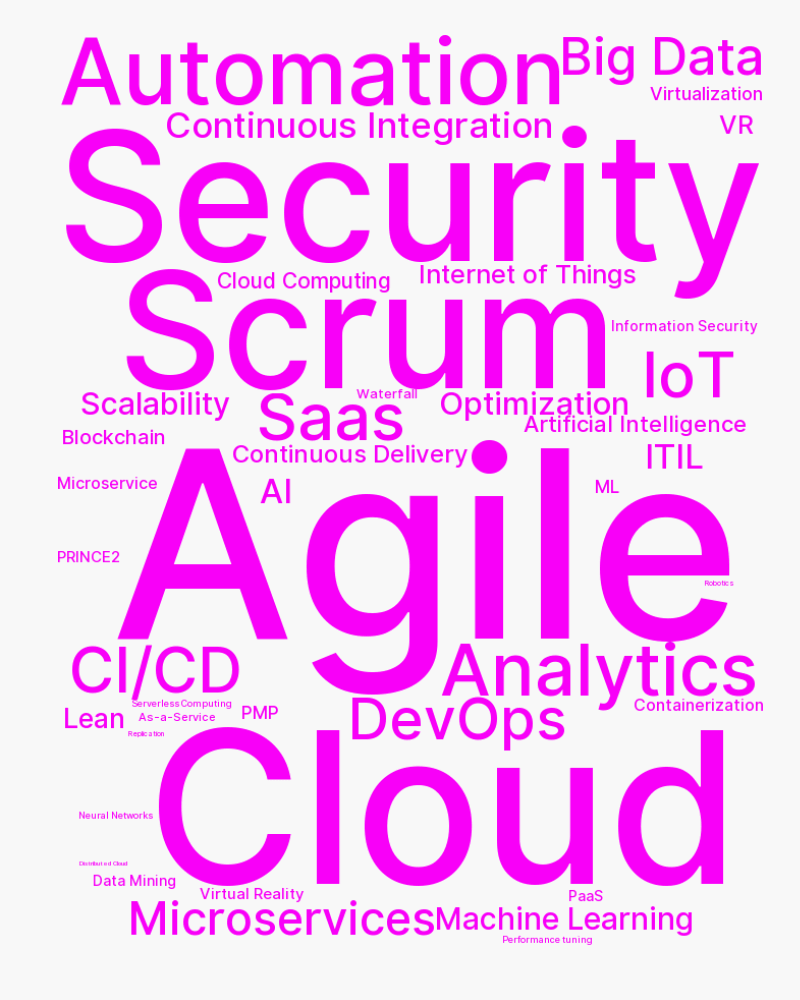 Automation
Big Data
Virtualization
Continuous Integration
VR
Security
Cloud Computing
Internet of Things
Scrum
Information Security
IoT
Waterfall
Scalability
Saas
Optimization
Artificial Intelligence
Blockchain
Continuous Delivery
ITIL
Microservice
AI
ML
Agile
PRINCE2
Robotics
CI/CD
Analytics
Serverless Computing
Containerization
Lean
As-a-Service
PMP
DevOps
Replication
Cloud
Neural Networks
Distributed Cloud
Data Mining
Virtual Reality
PaaS
Microservices
Machine Learning
Performance tuning